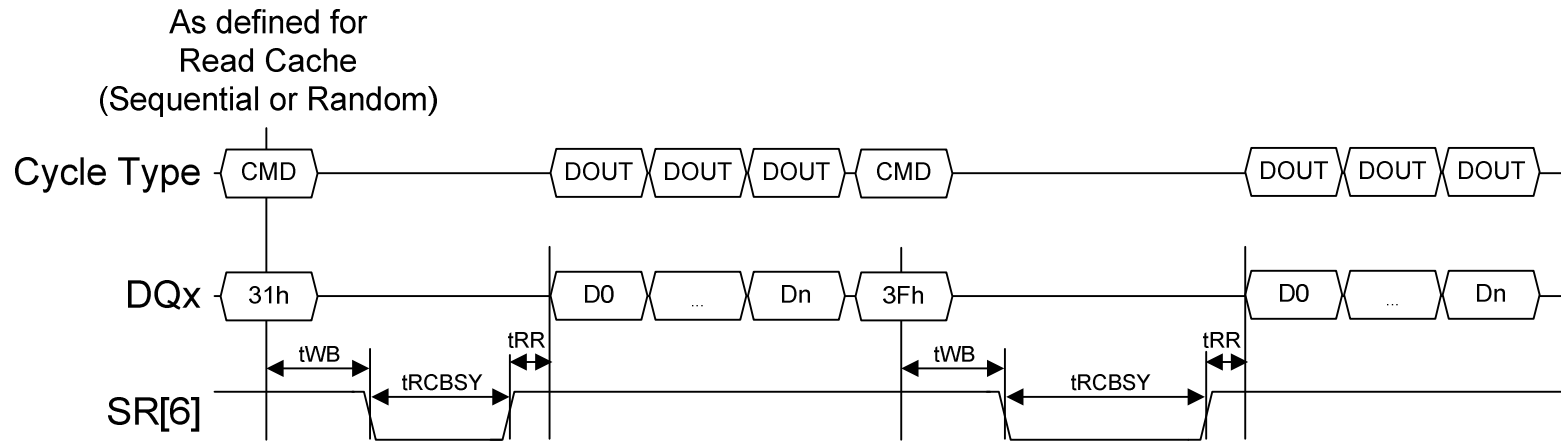 As defined for
Read Cache
(Sequential or Random)
Cycle Type CMD DOUT DOUT DOUT CMD DOUT DOUT DOUT
DQx 31h D0 ... Dn 3Fh D0 ... Dn
tWB tRR tWB tRR
tRCBSY tRCBSY
SR[6]